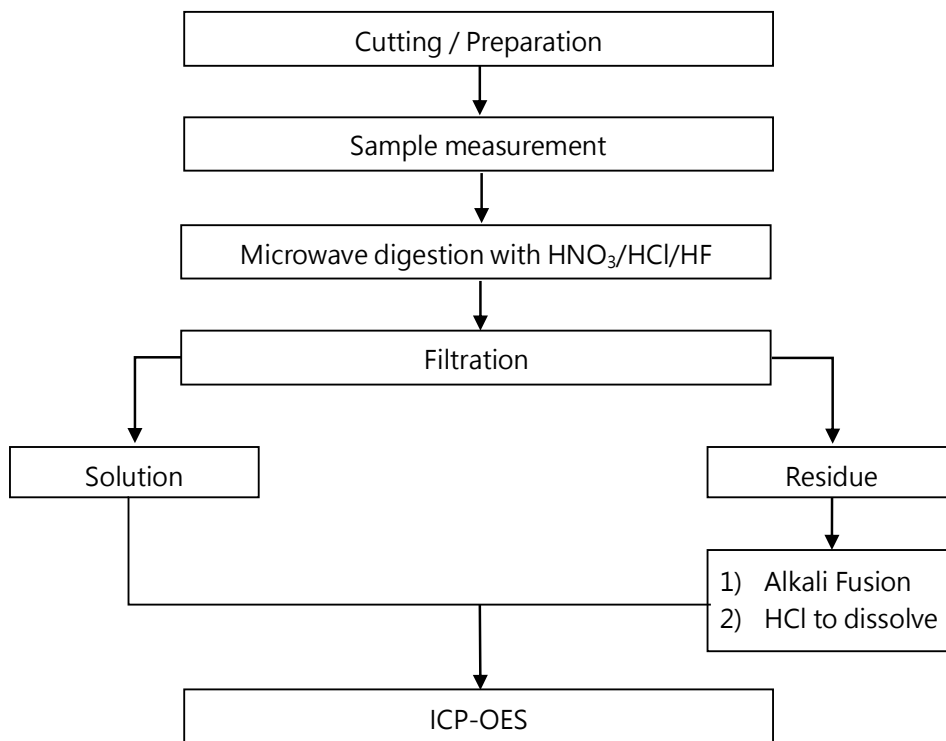 Cutting / Preparation
Sample measurement
Microwave digestion with HNO₃/HCl/HF
Filtration
Solution
Residue
1) Alkali Fusion
2) HCl to dissolve
ICP-OES